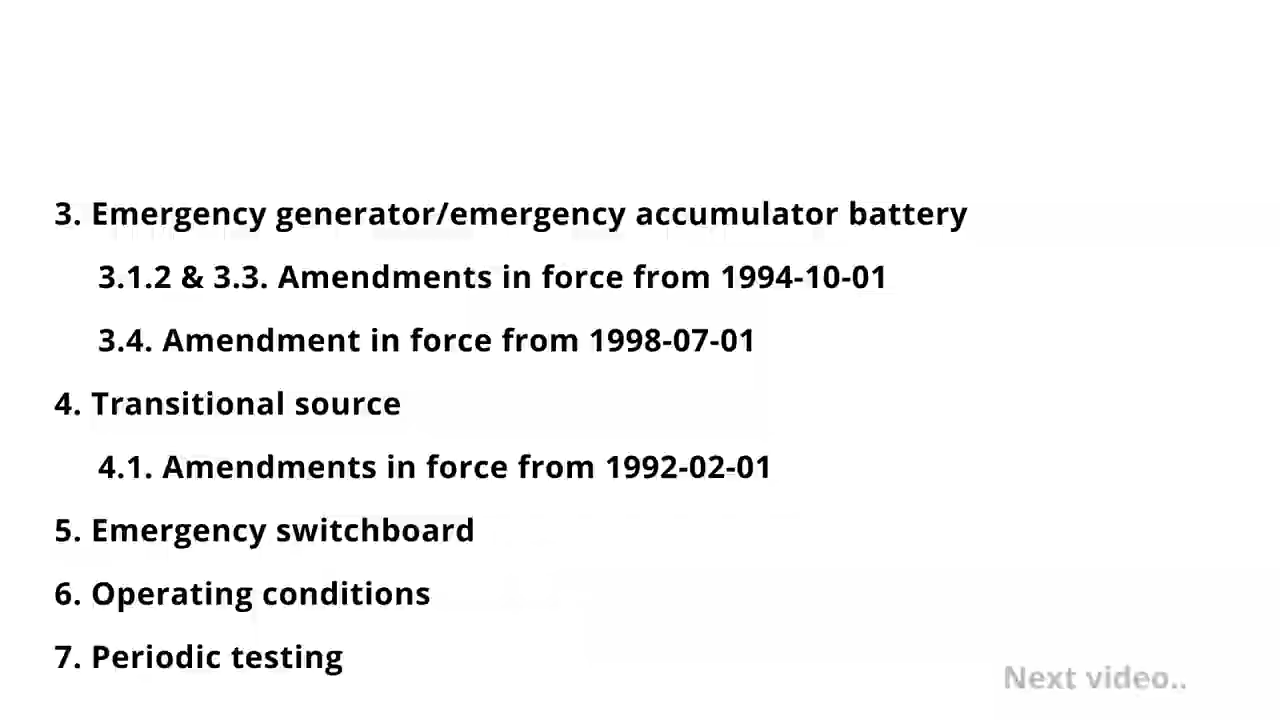 3. Emergency generator/emergency accumulator battery
3.1.2 & 3.3. Amendments in force from 1994-10-01
3.4. Amendment in force from 1998-07-01
4. Transitional source
4.1. Amendments in force from 1992-02-01
5. Emergency switchboard
6. Operating conditions
7. Periodic testing
Next video..